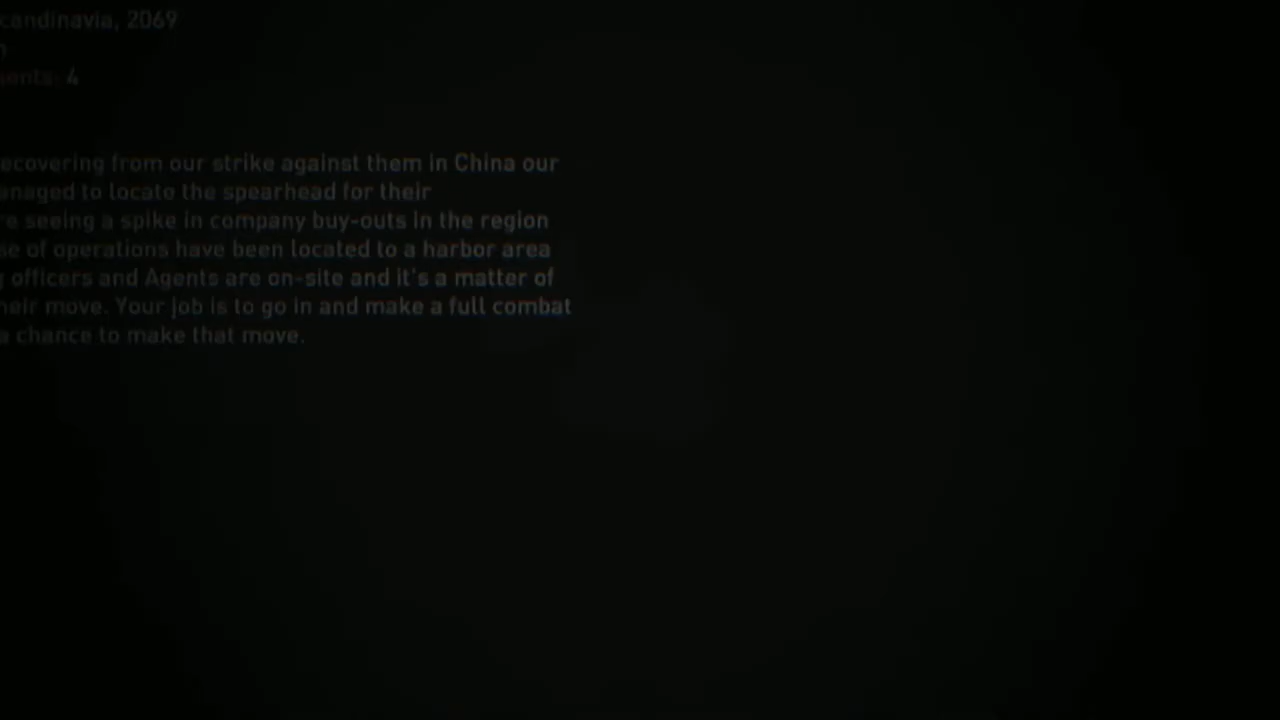 candinavia, 2069
4
ecovering from our strike against them in China our
anaged to locate the spearhead for their
e seeing a spike in company buy-outs in the region
se of operations have been located to a harbor area
officers and Agents are on-site and it's a matter of
heir move. Your job is to go in and make a full combat
a chance to make that move.